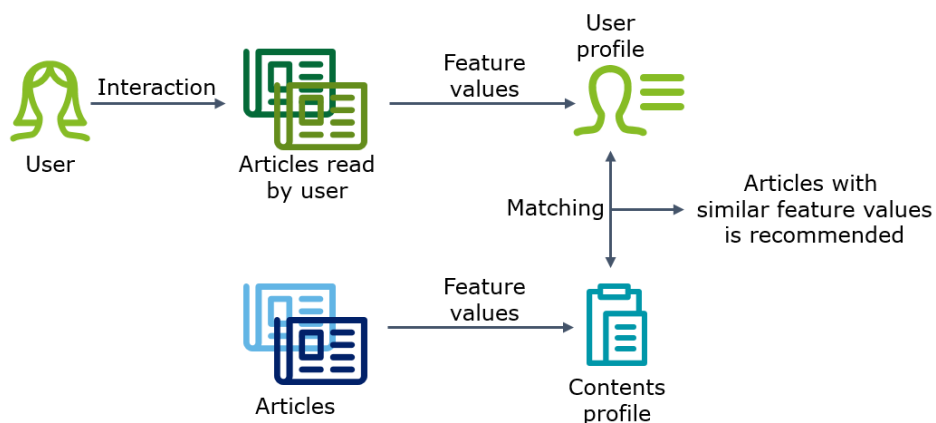 User
profile
Feature
values
Interaction
User
Articles read
by user
Matching
Articles with
similar feature values
is recommended
Feature
values
Articles
Contents
profile